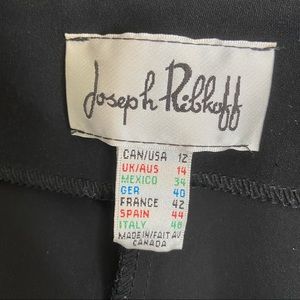 Joseph Ribkoff
CAN/USA 12
UK/AUS 14
MEXICO 34
GER 40
FRANCE 42
SPAIN 44
ITALY 46
MADE IN/FAIT AU
CANADA